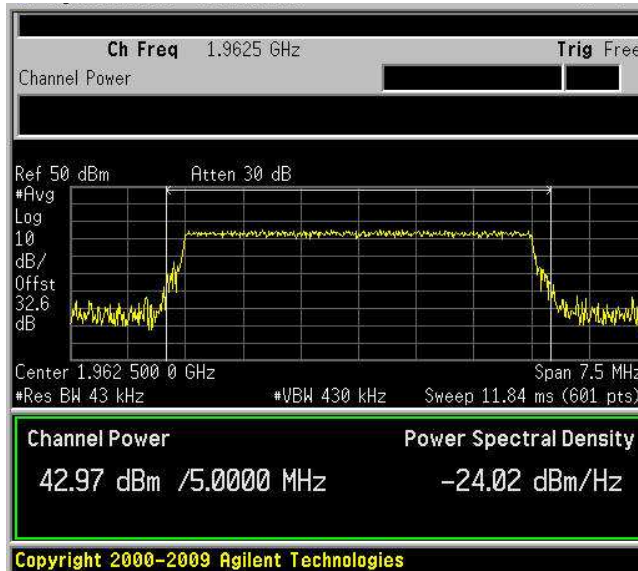 Ch Freq 1.9625 GHz Trig Free
Channel Power
Ref 50 dBm Atten 30 dB
#Avg
Log
10
dB/
Offst
32.6
dB
Center 1.962 500 0 GHz Span 7.5 MHz
#Res BW 43 kHz #VBW 430 kHz Sweep 11.84 ms (601 pts)
Channel Power Power Spectral Density
42.97 dBm /5.0000 MHz -24.02 dBm/Hz
Copyright 2000-2009 Agilent Technologies